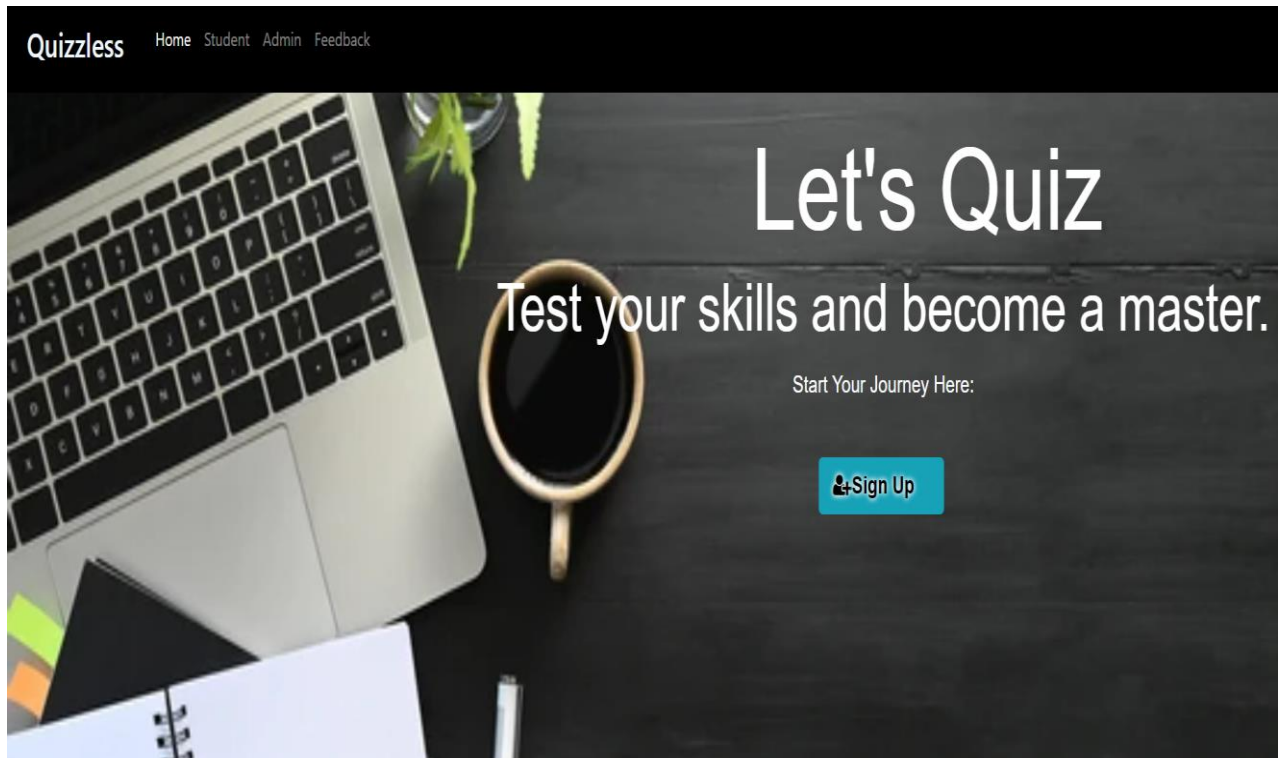 Quizzless Home Student Admin Feedback
Let's Quiz
Test your skills and become a master.
Start Your Journey Here:
Sign Up